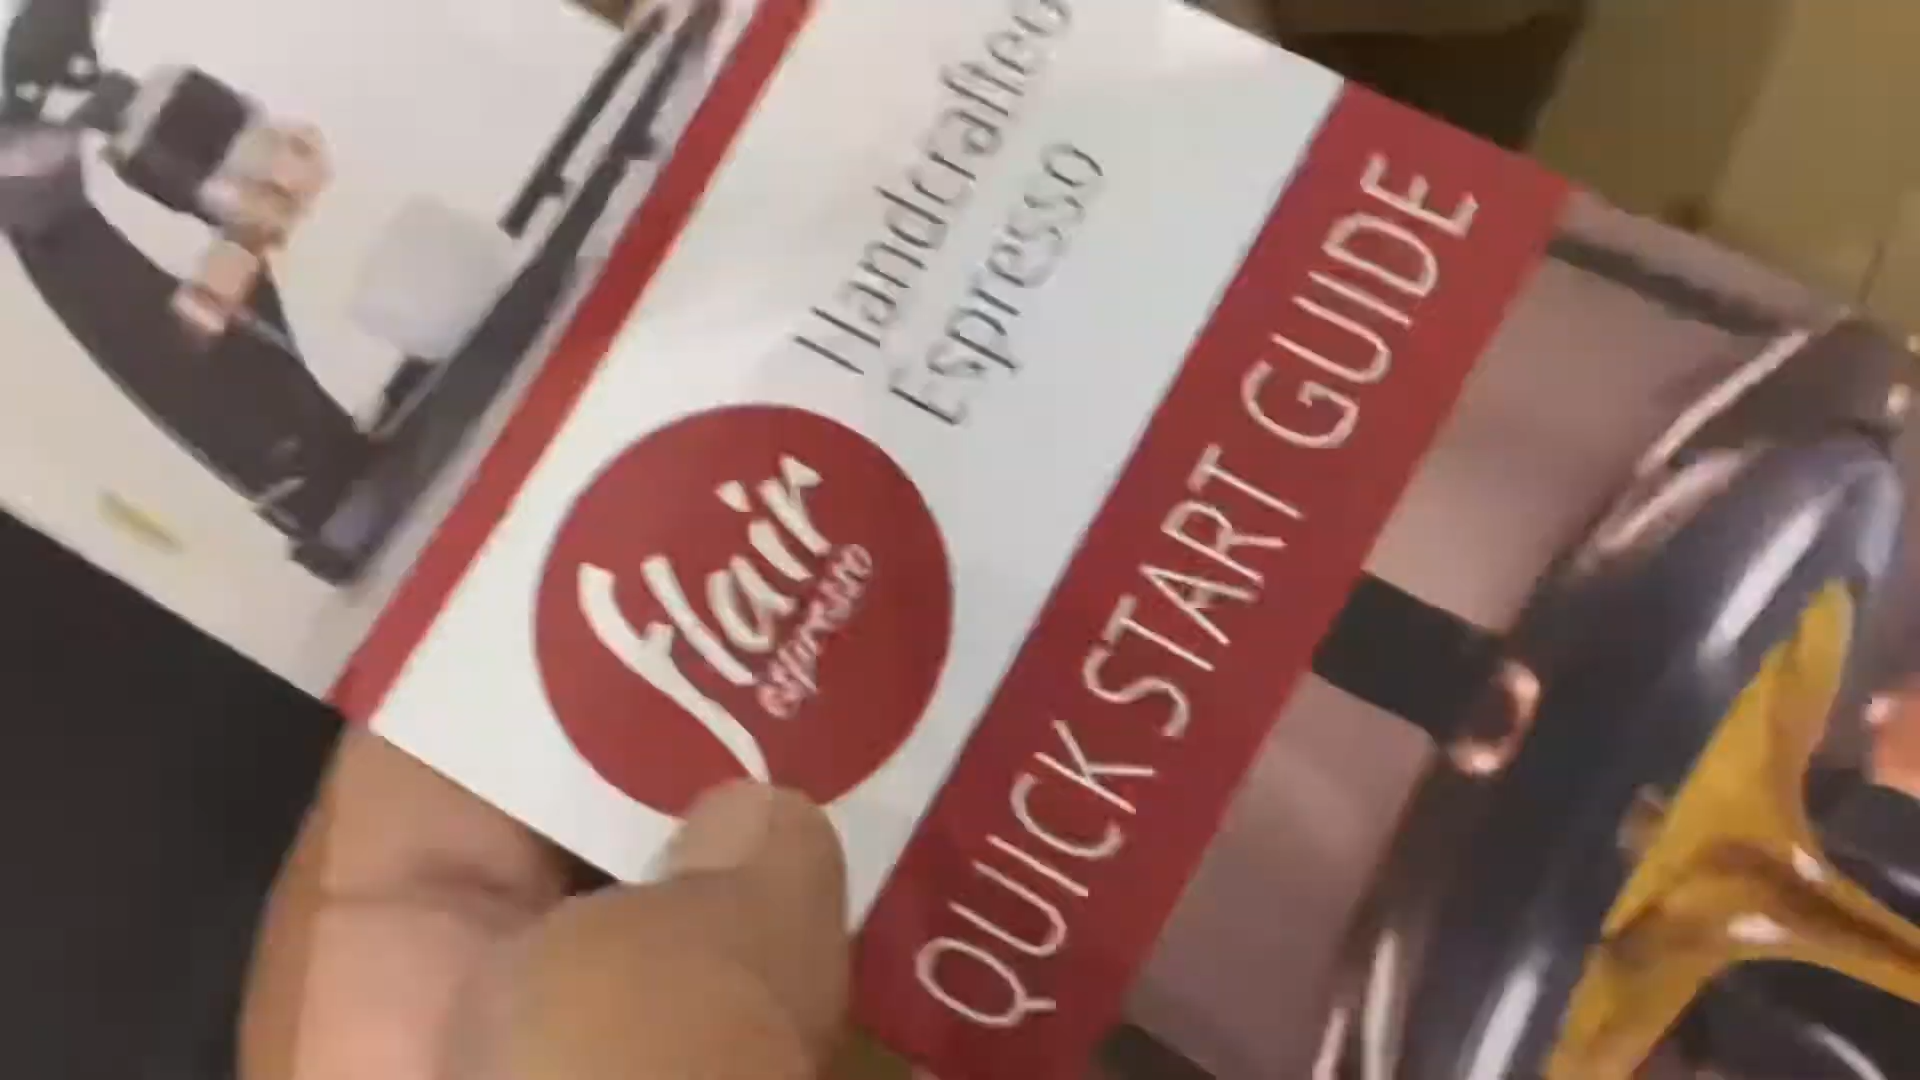 Handcrafted
Espresso
flair
espresso
QUICK START GUIDE